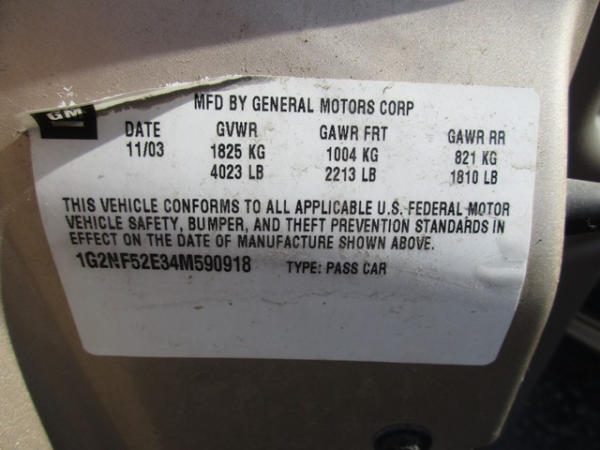 GM
MFD BY GENERAL MOTORS CORP
DATE GVWR GAWR FRT GAWR RR
11/03 1825 KG 1004 KG 821 KG
4023 LB 2213 LB 1810 LB
THIS VEHICLE CONFORMS TO ALL APPLICABLE U.S. FEDERAL MOTOR
VEHICLE SAFETY, BUMPER, AND THEFT PREVENTION STANDARDS IN
EFFECT ON THE DATE OF MANUFACTURE SHOWN ABOVE.
1G2NF52E34M590918 TYPE: PASS CAR